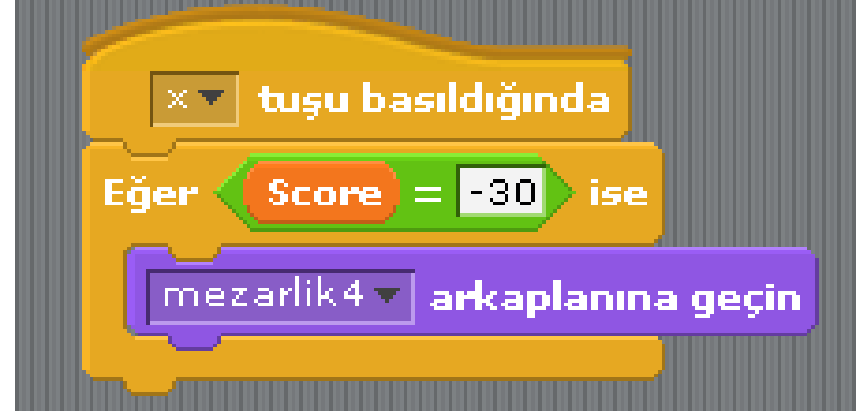 x tuşu basıldığında
Eğer Score = -30 ise
mezarlik4 arkaplanına geçin